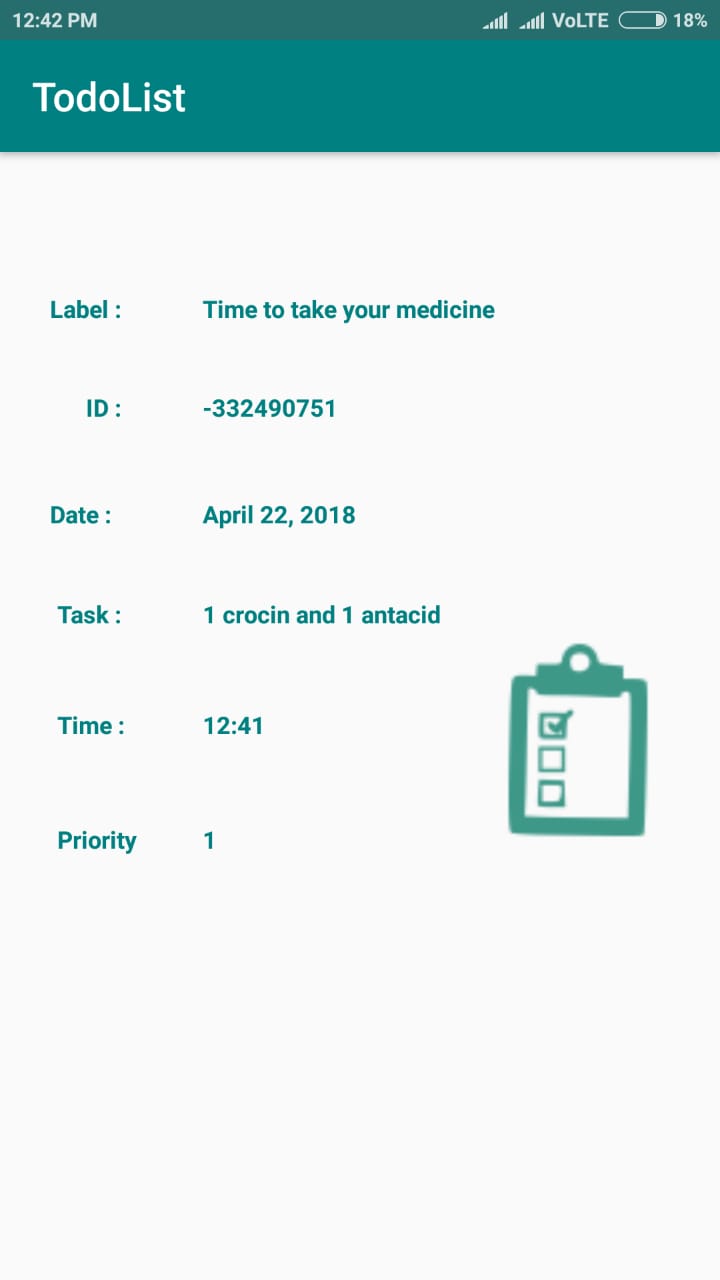 12:42 PM VoLTE 18%
TodoList
Label : Time to take your medicine
ID : -332490751
Date : April 22, 2018
Task : 1 crocin and 1 antacid
Time : 12:41
Priority 1